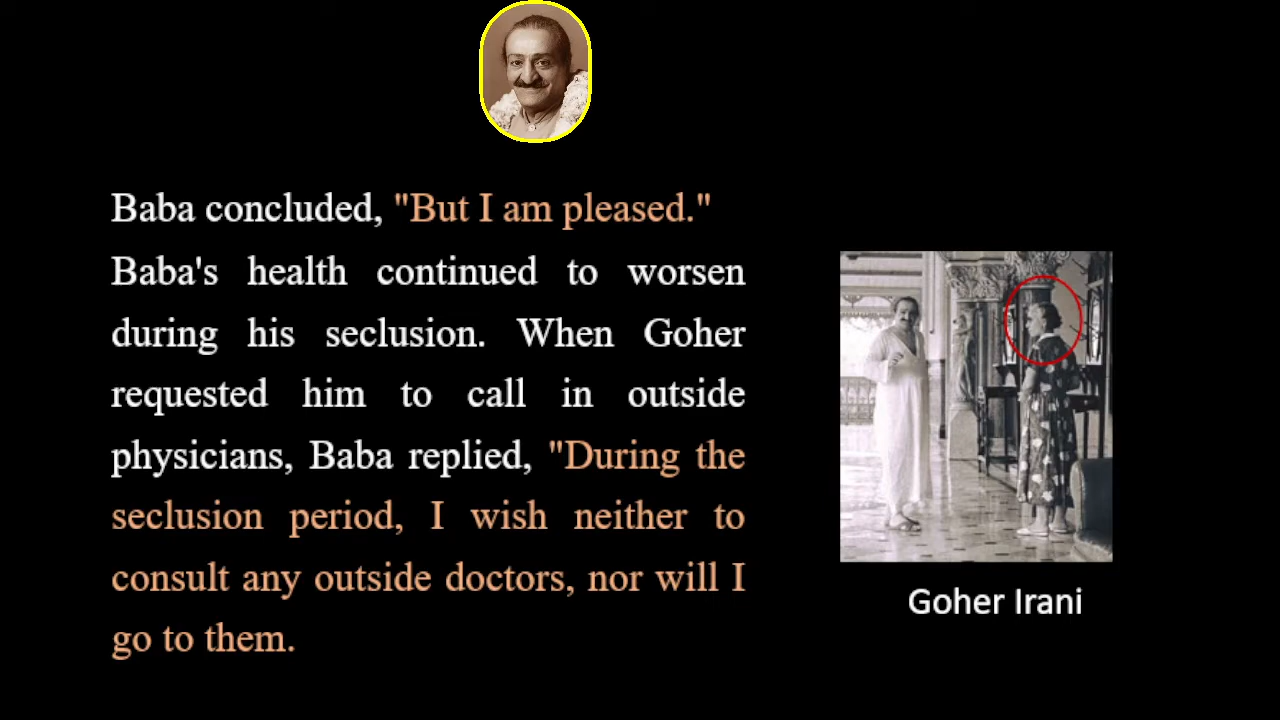 Baba concluded, "But I am pleased."
Baba's health continued to worsen
during his seclusion. When Goher
requested him to call in outside
physicians, Baba replied, "During the
seclusion period, I wish neither to
consult any outside doctors, nor will I
go to them.
Goher Irani